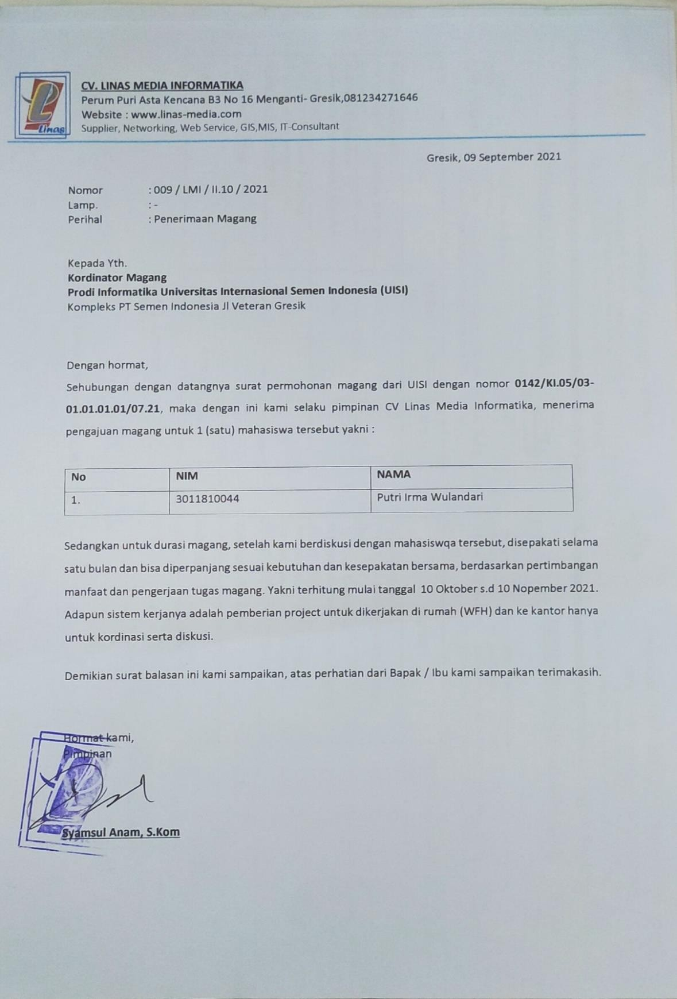 Linas
CV. LINAS MEDIA INFORMATIKA
Perum Puri Asta Kencana B3 No 16 Menganti- Gresik,081234271646
Website : www.linas-media.com
Supplier, Networking, Web Service, GIS,MIS, IT-Consultant
Gresik, 09 September 2021
Nomor : 009 / LMI / II.10 / 2021
Lamp. : -
Perihal : Penerimaan Magang
Kepada Yth.
Kordinator Magang
Prodi Informatika Universitas Internasional Semen Indonesia (UISI)
Kompleks PT Semen Indonesia Jl Veteran Gresik
Dengan hormat,
Sehubungan dengan datangnya surat permohonan magang dari UISI dengan nomor 0142/KI.05/03-
01.01.01.01/07.21, maka dengan ini kami selaku pimpinan CV Linas Media Informatika, menerima
pengajuan magang untuk 1 (satu) mahasiswa tersebut yakni :
No NIM NAMA
1. 3011810044 Putri Irma Wulandari
Sedangkan untuk durasi magang, setelah kami berdiskusi dengan mahasiswqa tersebut, disepakati selama
satu bulan dan bisa diperpanjang sesuai kebutuhan dan kesepakatan bersama, berdasarkan pertimbangan
manfaat dan pengerjaan tugas magang. Yakni terhitung mulai tanggal 10 Oktober s.d 10 Nopember 2021.
Adapun sistem kerjanya adalah pemberian project untuk dikerjakan di rumah (WFH) dan ke kantor hanya
untuk kordinasi serta diskusi.
Demikian surat balasan ini kami sampaikan, atas perhatian dari Bapak / Ibu kami sampaikan terimakasih.
Hormat kami,
Pimpinan
Syamsul Anam, S.Kom